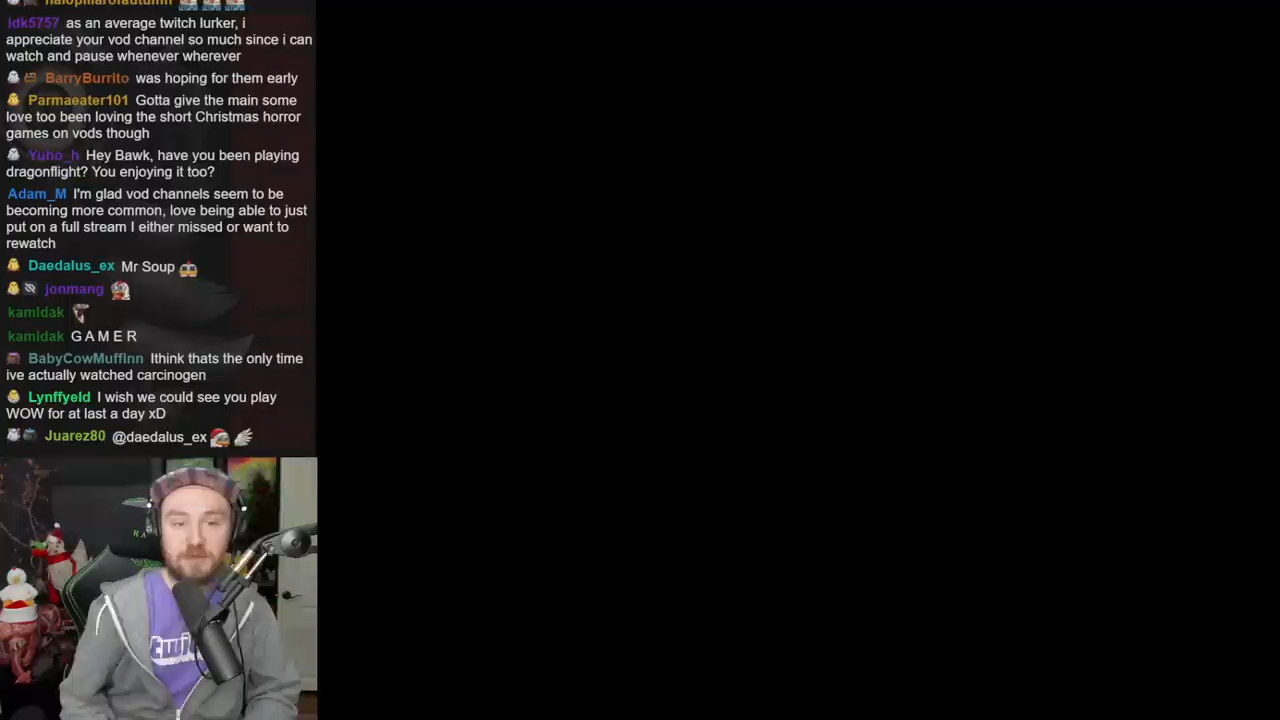 halopillarofautumn
idk5757 as an average twitch lurker, i
appreciate your vod channel so much since i can
watch and pause whenever wherever
BarryBurrito was hoping for them early
Parmaeater101 Gotta give the main some
love too been loving the short Christmas horror
games on vods though
Yuho_h Hey Bawk, have you been playing
dragonflight? You enjoying it too?
Adam_M I'm glad vod channels seem to be
becoming more common, love being able to just
put on a full stream I either missed or want to
rewatch
Daedalus_ex Mr Soup
jonmang
kamidak
kamidak G A M E R
BabyCowMuffinn Ithink thats the only time
ive actually watched carcinogen
Lynffyeld I wish we could see you play
WOW for at last a day xD
Juarez80 @daedalus_ex